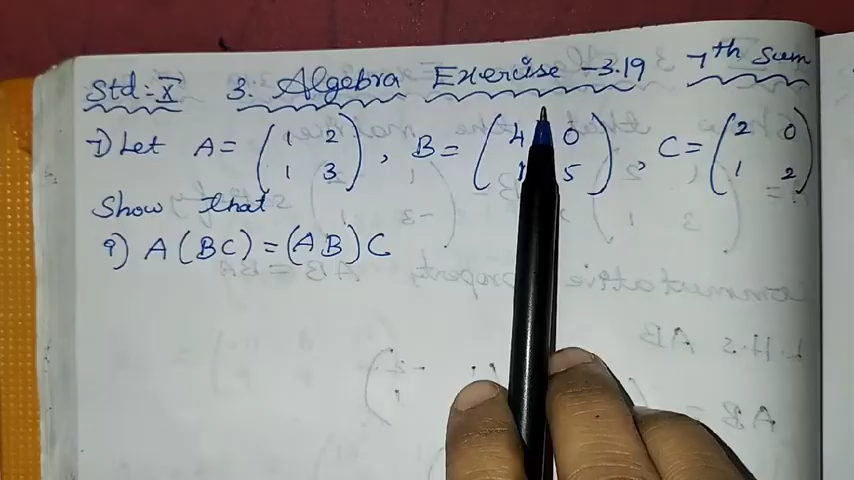 Std:-X 3. Algebra Exercise -3.19 7th Sum
7) Let A = ( 1 2 1 3 ) , B = ( 4 0 1 5 ) , C = ( 2 0 1 2 )
Show that
i) A (BC) = (AB) C